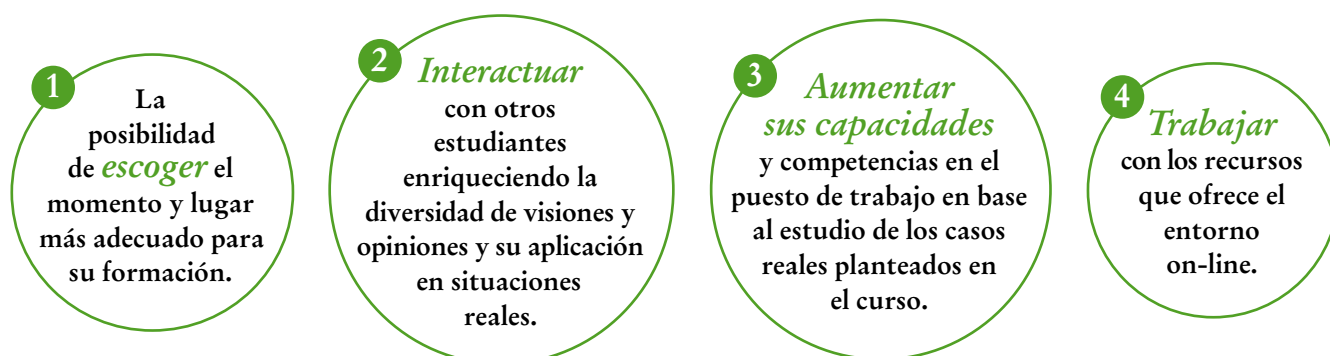 1
La
posibilidad
de escoger el
momento y lugar
más adecuado para
su formación.
2
Interactuar
con otros
estudiantes
enriqueciendo la
diversidad de visiones y
opiniones y su aplicación
en situaciones
reales.
3
Aumentar
sus capacidades
y competencias en el
puesto de trabajo en base
al estudio de los casos
reales planteados en
el curso.
4
Trabajar
con los recursos
que ofrece el
entorno
on-line.